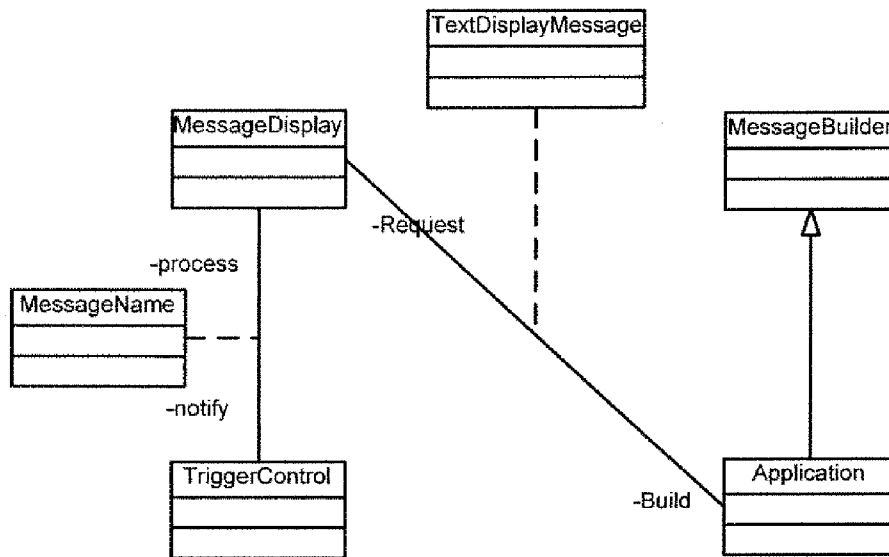 TextDisplayMessage
MessageDisplay
MessageBuilder
-Request
-process
MessageName
-notify
TriggerControl
Application
-Build